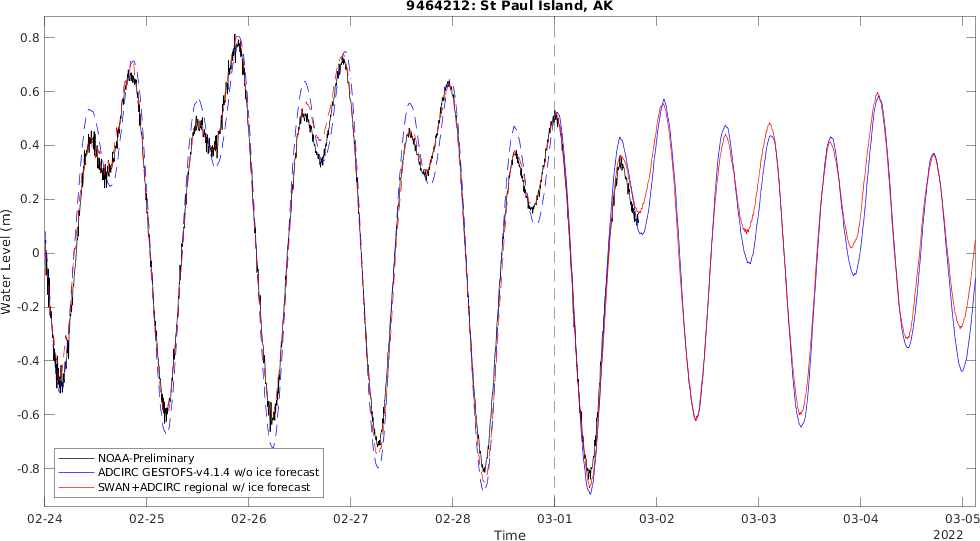 9464212: St Paul Island, AK
0.8
0.6
0.4
0.2
0
-0.2
-0.4
-0.6
-0.8
Water Level (m)
NOAA-Preliminary
ADCIRC GESTOFS-v4.1.4 w/o ice forecast
SWAN+ADCIRC regional w/ ice forecast
02-24 02-25 02-26 02-27 02-28 03-01 03-02 03-03 03-04 03-05
Time 2022